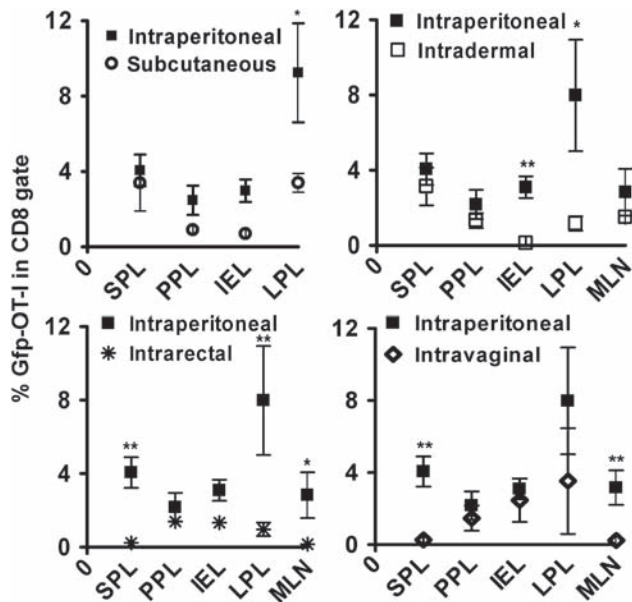 % Gfp-OT-I in CD8 gate
12
8
4
0
Intraperitoneal
Subcutaneous
*
0
SPL
PPL
IEL
LPL
12
8
4
0
Intraperitoneal
Intradermal
*
**
0
SPL
PPL
IEL
LPL
MLN
12
8
4
0
Intraperitoneal
Intrarectal
**
**
*
0
SPL
PPL
IEL
LPL
MLN
12
8
4
0
Intraperitoneal
Intravaginal
**
**
0
SPL
PPL
IEL
LPL
MLN